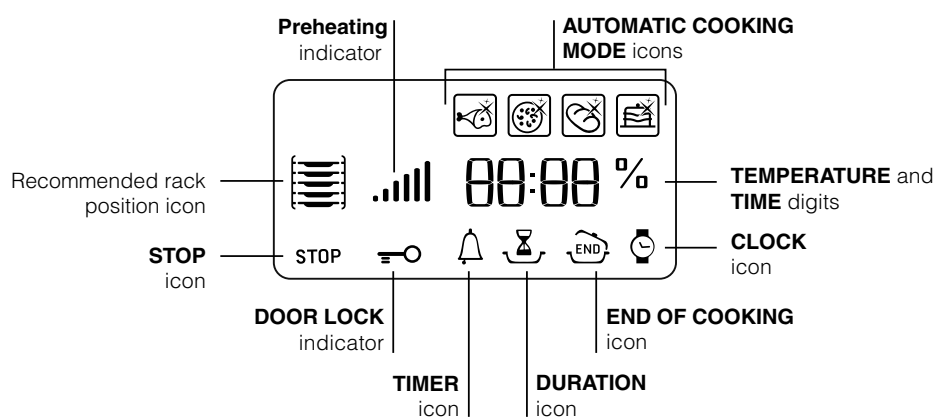 Preheating
indicator
AUTOMATIC COOKING
MODE icons
Recommended rack
position icon
88:88 %
TEMPERATURE and
TIME digits
STOP
icon
STOP
END
CLOCK
icon
DOOR LOCK
indicator
END OF COOKING
icon
TIMER
icon
DURATION
icon